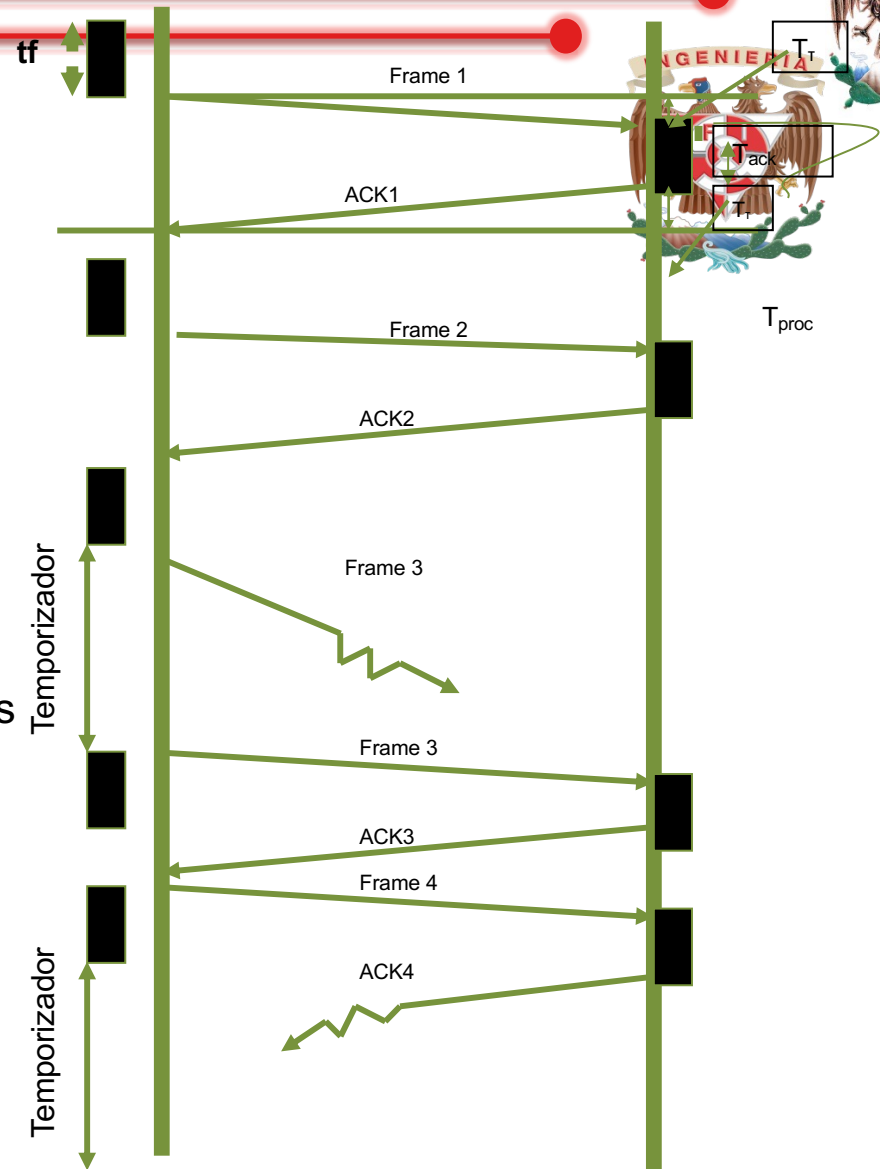 tf
INGENIERIA
T_T
Frame 1
T_ack
ACK1
T_T
T_proc
Frame 2
ACK2
Temporizador
Frame 3
s
Frame 3
ACK3
Frame 4
Temporizador
ACK4